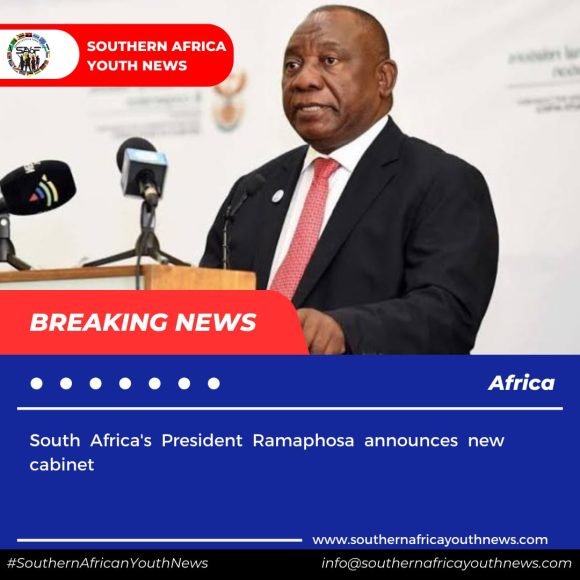 SOUTHERN AFRICA
YOUTH NEWS
BREAKING NEWS
Africa
South Africa's President Ramaphosa announces new
cabinet
www.southernafricayouthnews.com
#SouthernAfricanYouthNews
info@southernafricayouthnews.com